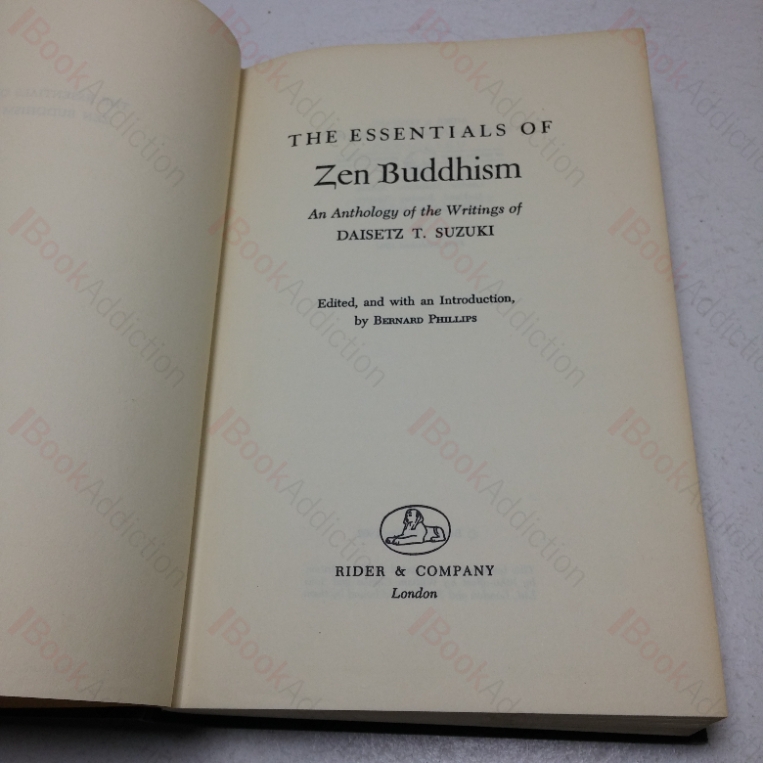 THE ESSENTIALS OF
Zen Buddhism
An Anthology of the Writings of
DAISETZ T. SUZUKI
Edited, and with an Introduction,
by BERNARD PHILLIPS
RIDER & COMPANY
London
BookAddiction